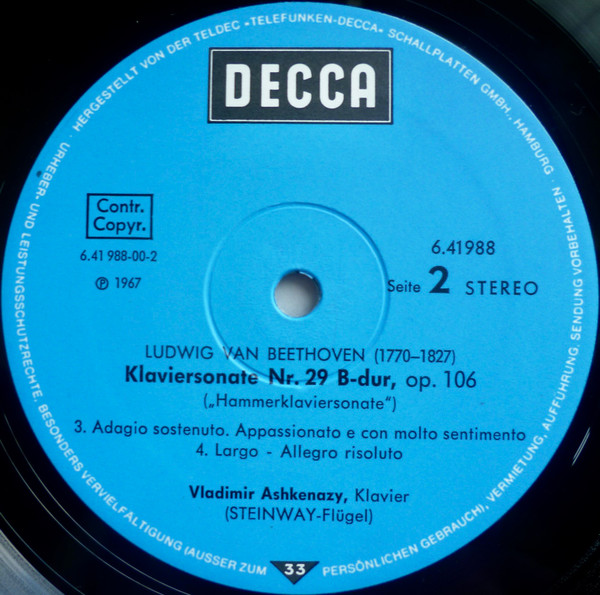 HERGESTELLT VON DER TELDEC »TELEFUNKEN-DECCA« SCHALLPLATTEN GMBH., HAMBURG · URHEBER- UND LEISTUNGSSCHUTZRECHTE, BESONDERS VERVIELFÄLTIGUNG (AUSSER ZUM PERSÖNLICHEN GEBRAUCH), VERMIETUNG, AUFFÜHRUNG, SENDUNG VORBEHALTEN ·
DECCA
Contr.
Copyr.
6.41 988-00-2
℗ 1967
6.41988
Seite 2 STEREO
LUDWIG VAN BEETHOVEN (1770–1827)
Klaviersonate Nr. 29 B-dur, op. 106
(„Hammerklaviersonate“)
3. Adagio sostenuto. Appassionato e con molto sentimento
4. Largo - Allegro risoluto
Vladimir Ashkenazy, Klavier
(STEINWAY-Flügel)
33